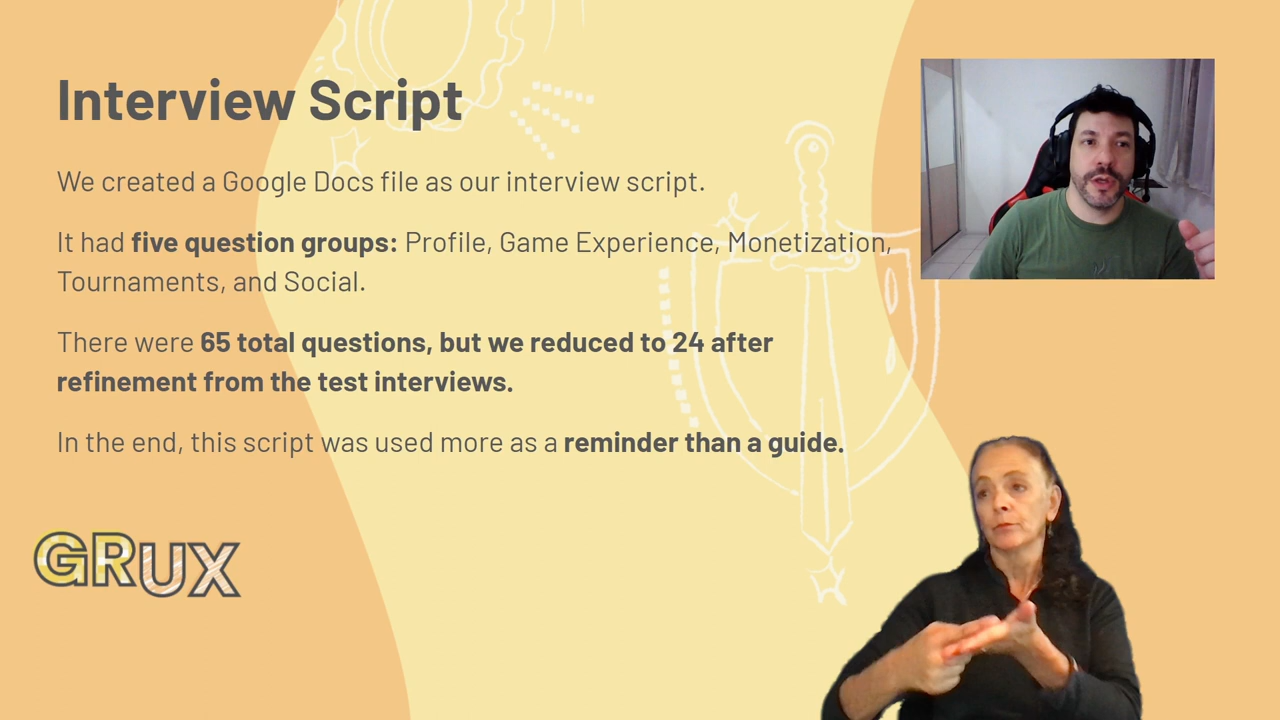 Interview Script
We created a Google Docs file as our interview script.
It had five question groups: Profile, Game Experience, Monetization,
Tournaments, and Social.
There were 65 total questions, but we reduced to 24 after
refinement from the test interviews.
In the end, this script was used more as a reminder than a guide.
GRUX